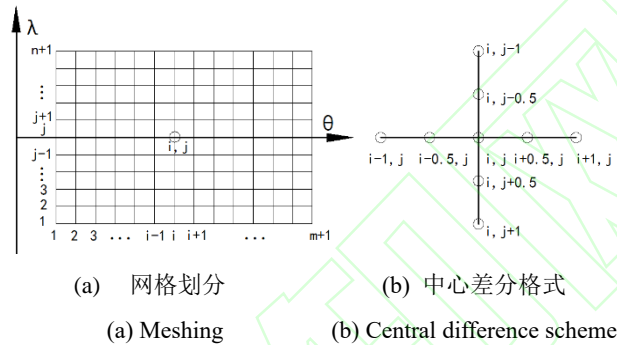 λ
n+1
⋮
j+1
j
θ
i, j
j-1
⋮
3
2
1
1 2 3 ... i-1 i i+1 ... m+1
i, j-1
i, j-0.5
i-1, j i-0.5, j i, j i+0.5, j i+1, j
i, j+0.5
i, j+1
(a) 网格划分 (b) 中心差分格式
(a) Meshing (b) Central difference scheme